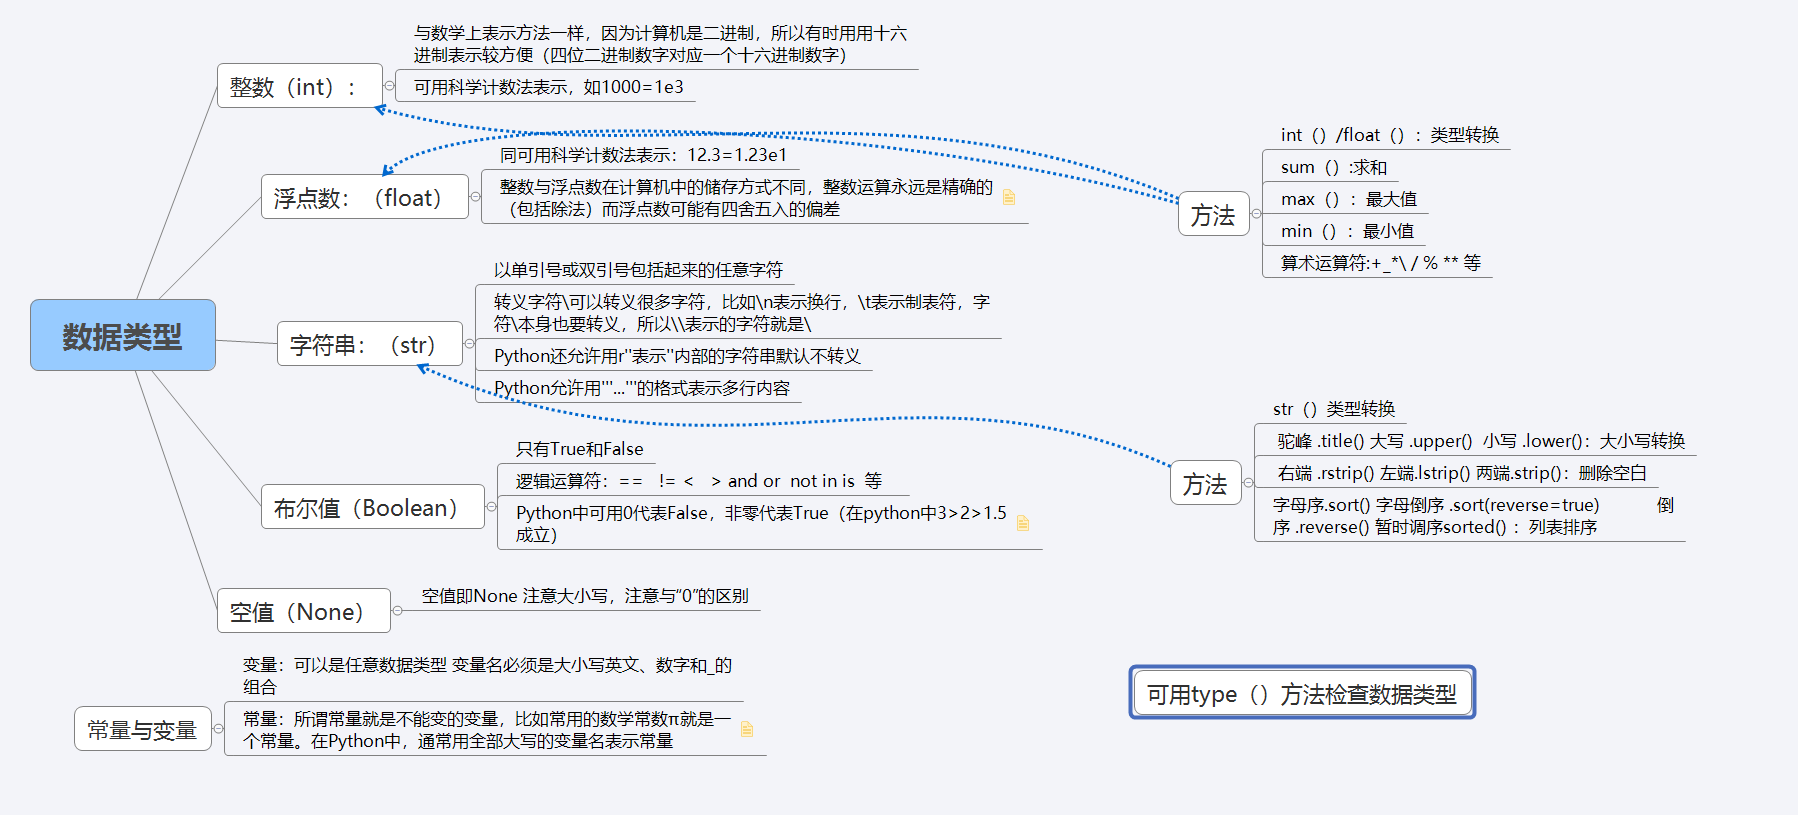 数据类型
整数（int）：
与数学上表示方法一样，因为计算机是二进制，所以有时用用十六
进制表示较方便（四位二进制数字对应一个十六进制数字）
可用科学计数法表示，如1000=1e3
浮点数：（float）
同可用科学计数法表示：12.3=1.23e1
整数与浮点数在计算机中的储存方式不同，整数运算永远是精确的
（包括除法）而浮点数可能有四舍五入的偏差
方法
int（）/float（）：类型转换
sum（）:求和
max（）：最大值
min（）：最小值
算术运算符:+_*\ / % ** 等
字符串：（str）
以单引号或双引号包括起来的任意字符
转义字符\可以转义很多字符，比如\n表示换行，\t表示制表符，字
符\本身也要转义，所以\\表示的字符就是\
Python还允许用r''表示''内部的字符串默认不转义
Python允许用'''...'''的格式表示多行内容
方法
str（）类型转换
驼峰 .title() 大写 .upper() 小写 .lower()：大小写转换
右端 .rstrip() 左端.lstrip() 两端.strip()：删除空白
字母序.sort() 字母倒序 .sort(reverse=true) 倒
序 .reverse() 暂时调序sorted() ：列表排序
布尔值（Boolean）
只有True和False
逻辑运算符：== != < > and or not in is 等
Python中可用0代表False，非零代表True（在python中3>2>1.5
成立）
空值（None）
空值即None 注意大小写，注意与“0”的区别
常量与变量
变量：可以是任意数据类型 变量名必须是大小写英文、数字和_的
组合
常量：所谓常量就是不能变的变量，比如常用的数学常数π就是一
个常量。在Python中，通常用全部大写的变量名表示常量
可用type（）方法检查数据类型